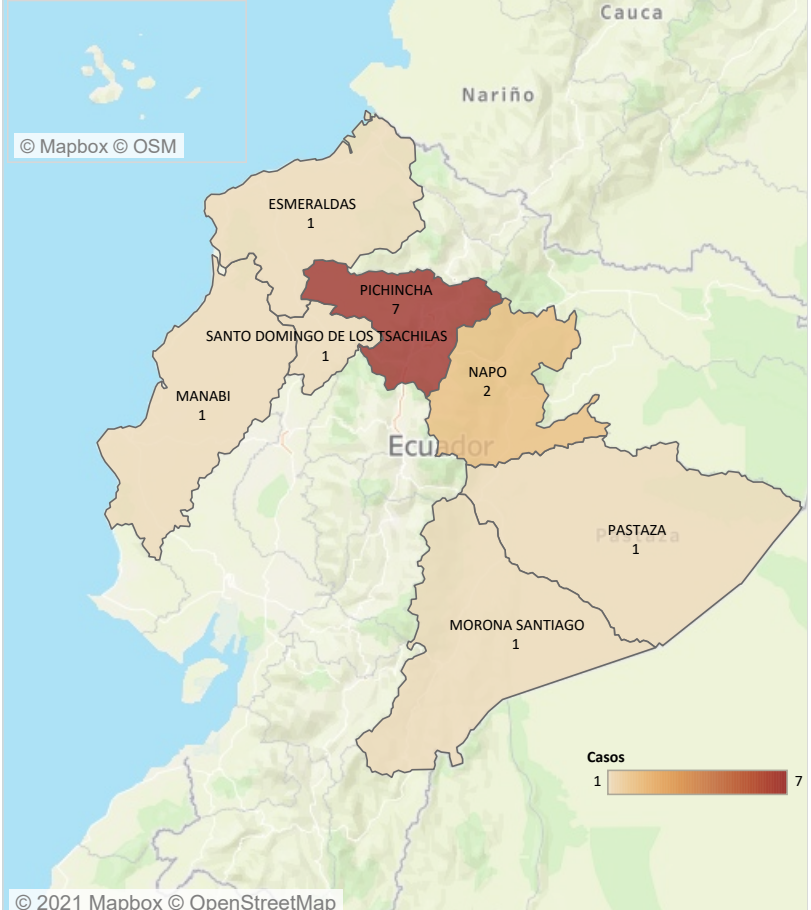 Cauca
Nariño
© Mapbox © OSM
ESMERALDAS
1
PICHINCHA
7
SANTO DOMINGO DE LOS TSACHILAS
1
NAPO
2
MANABI
1
Ecuador
PASTAZA
1
Pastaza
MORONA SANTIAGO
1
Casos
1 7
© 2021 Mapbox © OpenStreetMap